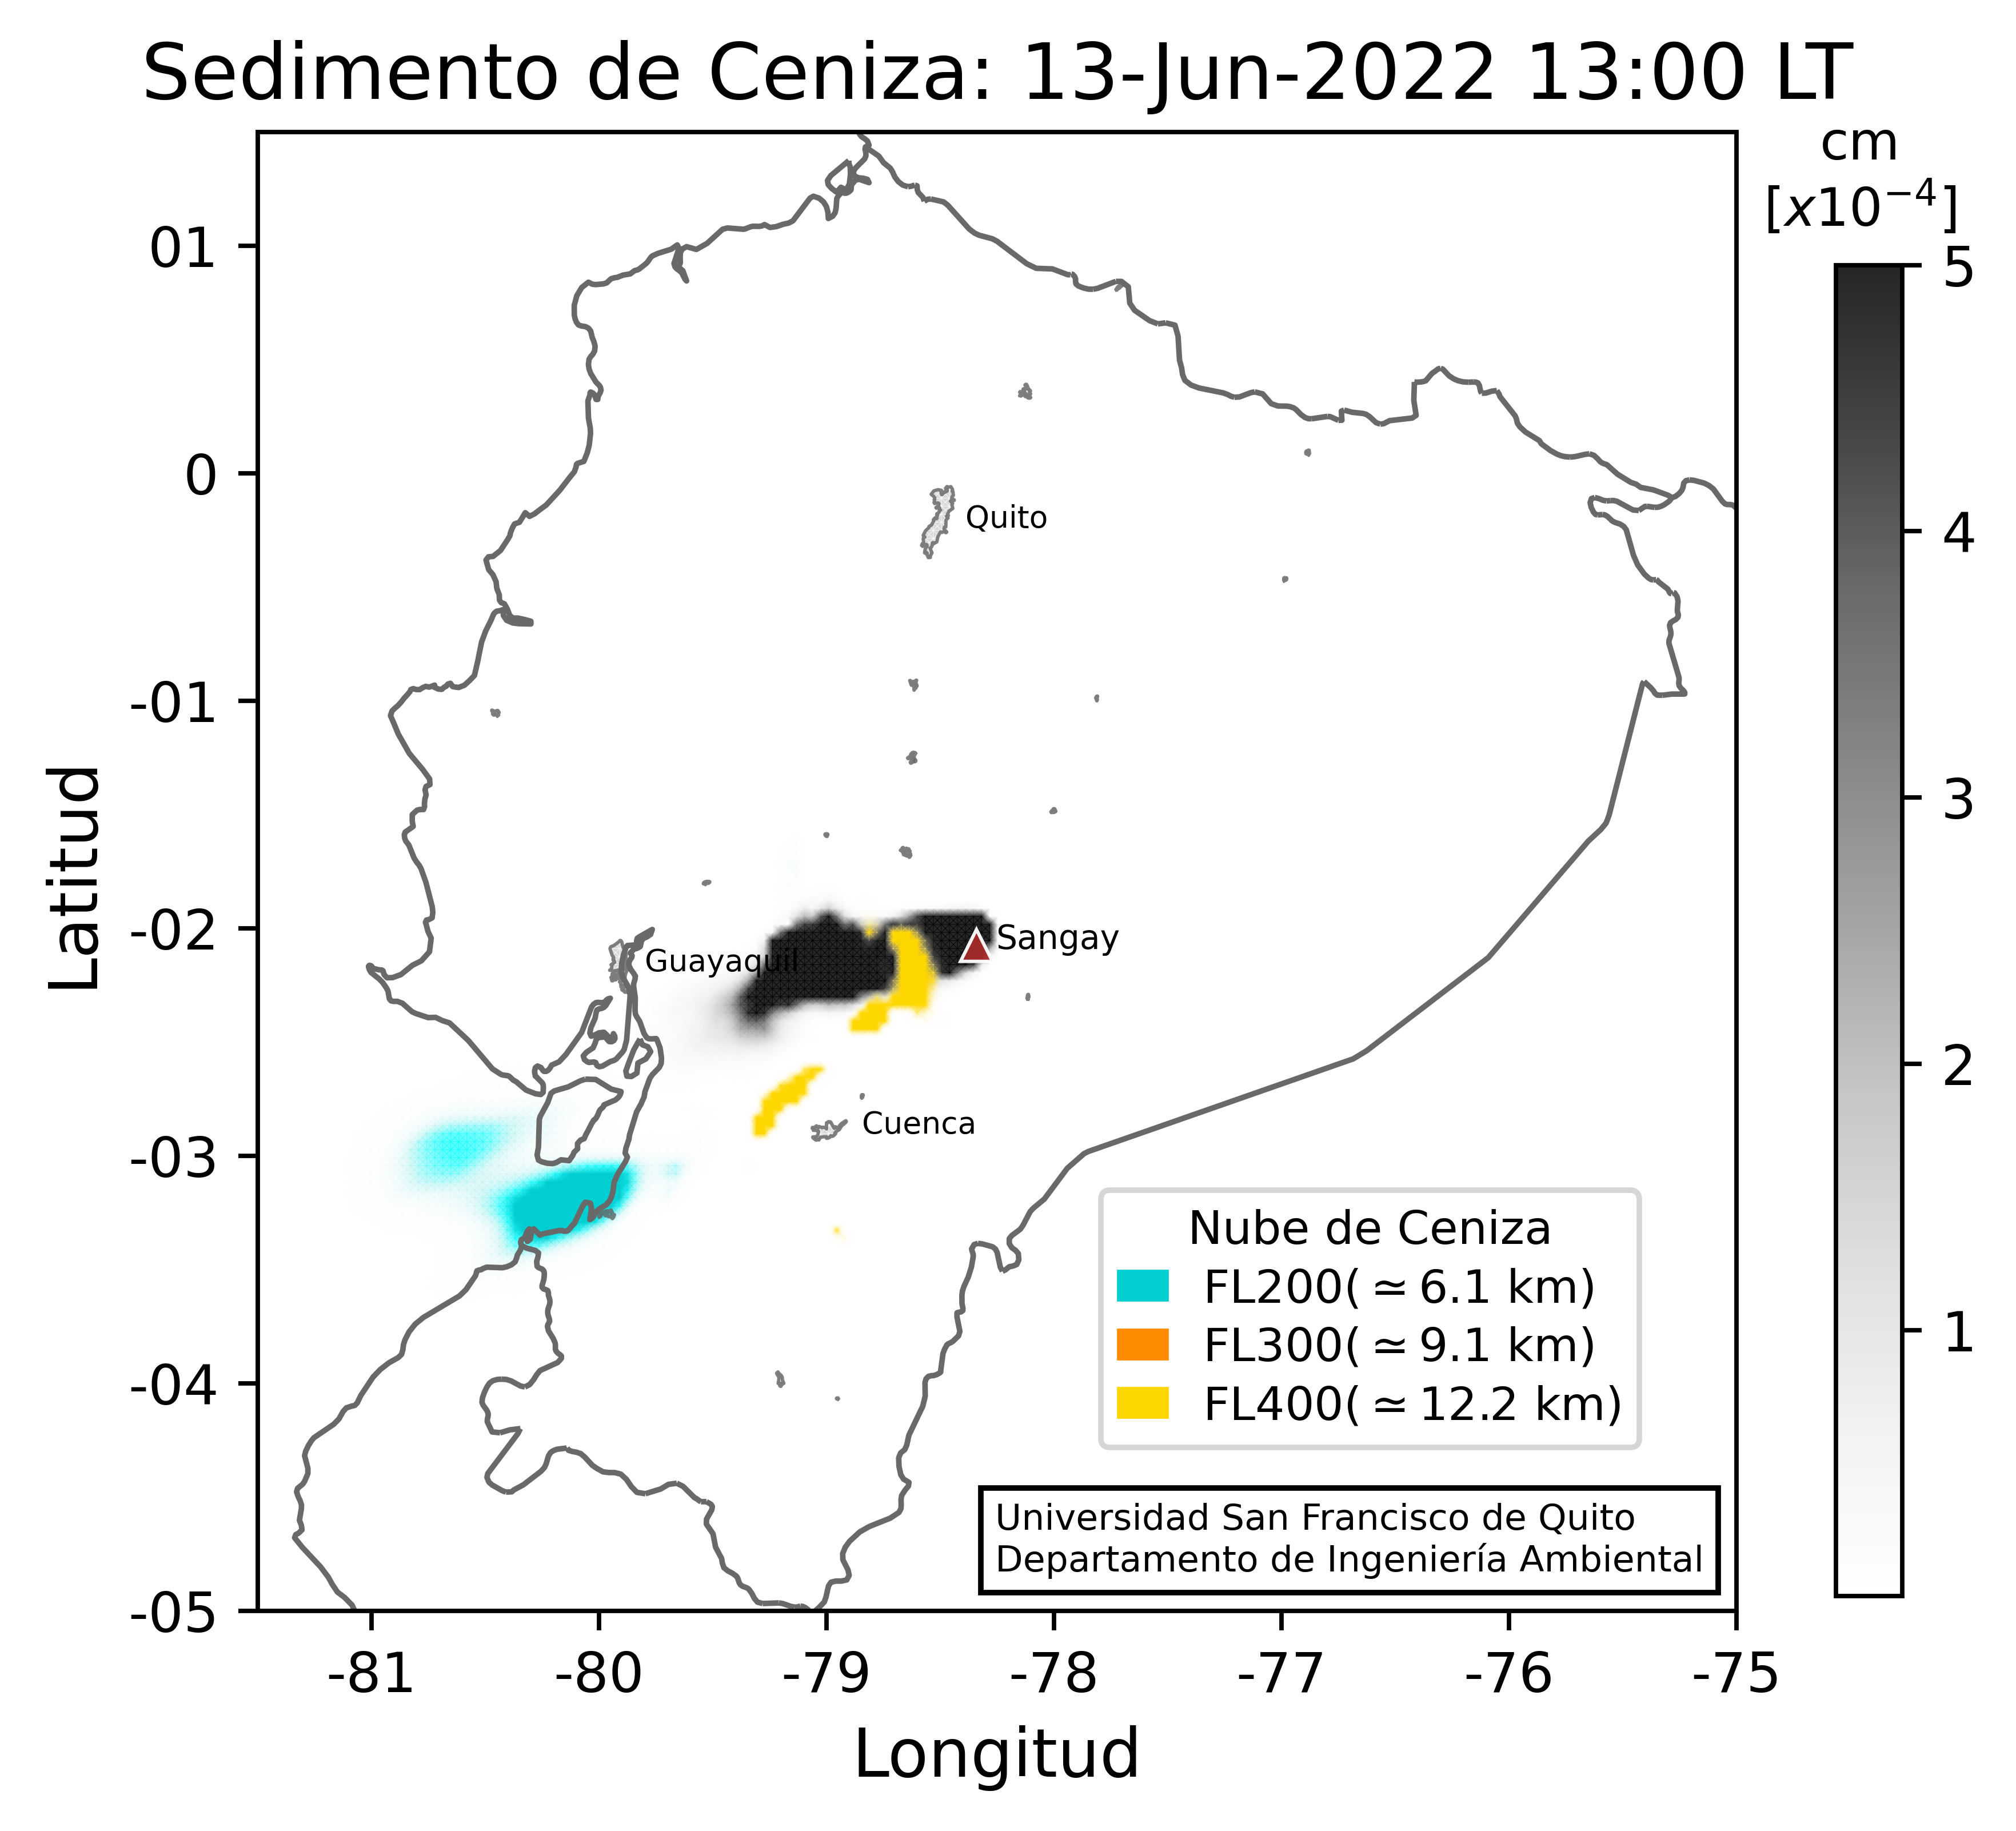 Sedimento de Ceniza: 13-Jun-2022 13:00 LT
cm
[x10⁻⁴]
5
4
3
2
1
Latitud
01
0
-01
-02
-03
-04
-05
Quito
Sangay
Guayaquil
Cuenca
Nube de Ceniza
FL200( ≃ 6.1 km)
FL300( ≃ 9.1 km)
FL400( ≃ 12.2 km)
Universidad San Francisco de Quito
Departamento de Ingeniería Ambiental
-81
-80
-79
-78
-77
-76
-75
Longitud